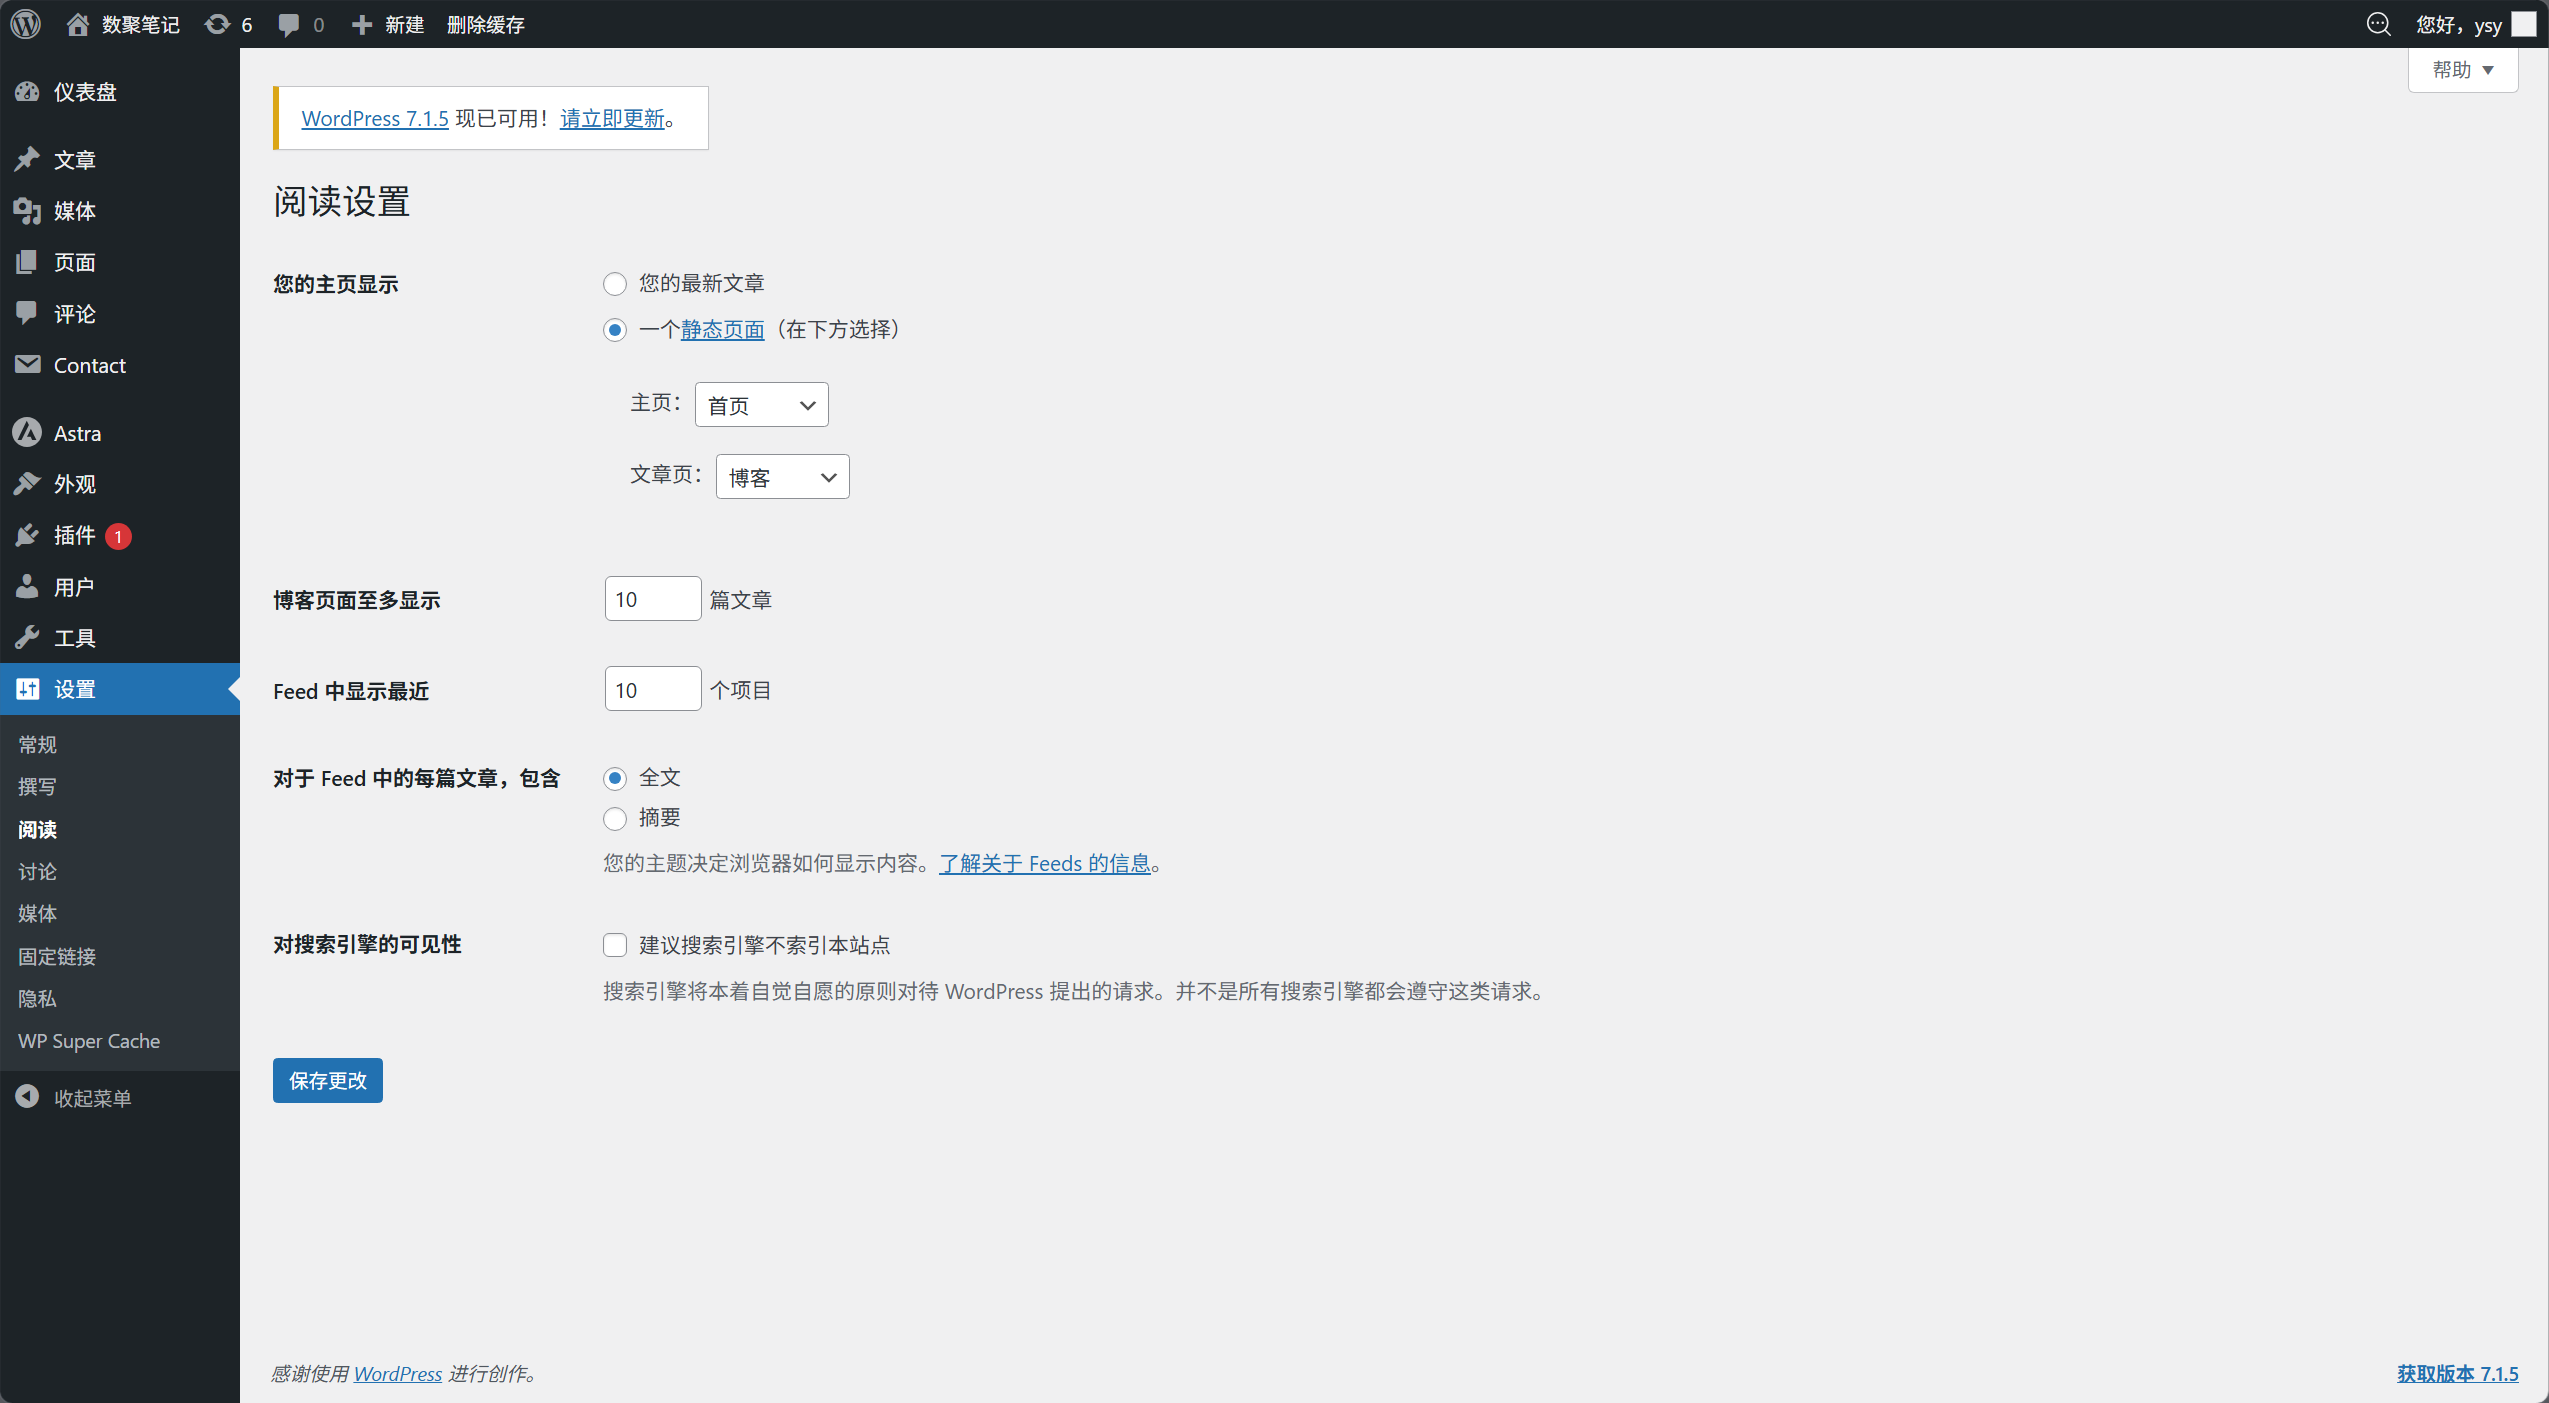 数聚笔记 6 0 新建 删除缓存 您好，ysy
帮助
仪表盘
文章
媒体
页面
评论
Contact
Astra
外观
插件 1
用户
工具
设置
常规
撰写
阅读
讨论
媒体
固定链接
隐私
WP Super Cache
收起菜单
WordPress 7.1.5 现已可用！请立即更新。
阅读设置
您的主页显示
您的最新文章
一个静态页面（在下方选择）
主页： 首页
文章页： 博客
博客页面至多显示 10 篇文章
Feed 中显示最近 10 个项目
对于 Feed 中的每篇文章，包含
全文
摘要
您的主题决定浏览器如何显示内容。了解关于 Feeds 的信息。
对搜索引擎的可见性
建议搜索引擎不索引本站点
搜索引擎将本着自觉自愿的原则对待 WordPress 提出的请求。并不是所有搜索引擎都会遵守这类请求。
保存更改
感谢使用 WordPress 进行创作。
获取版本 7.1.5